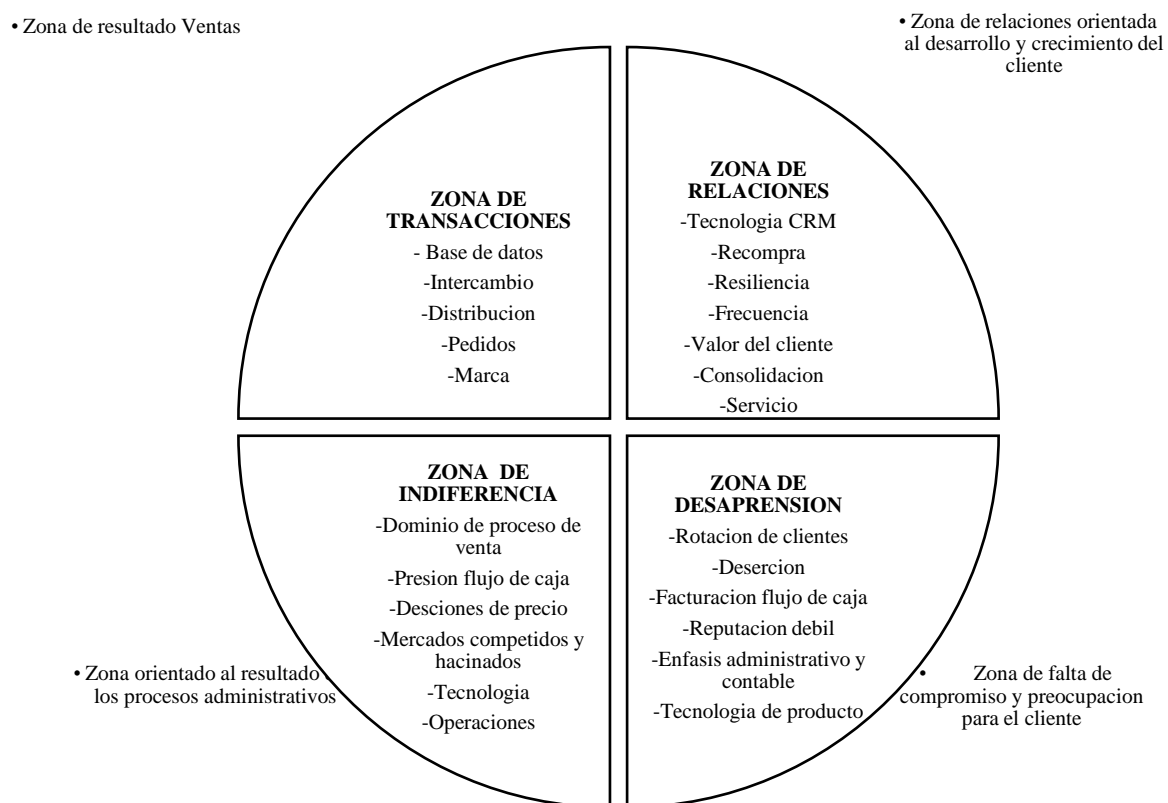 • Zona de resultado Ventas
• Zona de relaciones orientada
al desarrollo y crecimiento del
cliente
ZONA DE
TRANSACCIONES
- Base de datos
-Intercambio
-Distribucion
-Pedidos
-Marca
ZONA DE
RELACIONES
-Tecnologia CRM
-Recompra
-Resiliencia
-Frecuencia
-Valor del cliente
-Consolidacion
-Servicio
ZONA DE
INDIFERENCIA
-Dominio de proceso de
venta
-Presion flujo de caja
-Desciones de precio
-Mercados competidos y
hacinados
-Tecnologia
-Operaciones
ZONA DE
DESAPRENSION
-Rotacion de clientes
-Desercion
-Facturacion flujo de caja
-Reputacion debil
-Enfasis administrativo y
contable
-Tecnologia de producto
• Zona orientado al resultado
los procesos administrativos
• Zona de falta de
compromiso y preocupacion
para el cliente